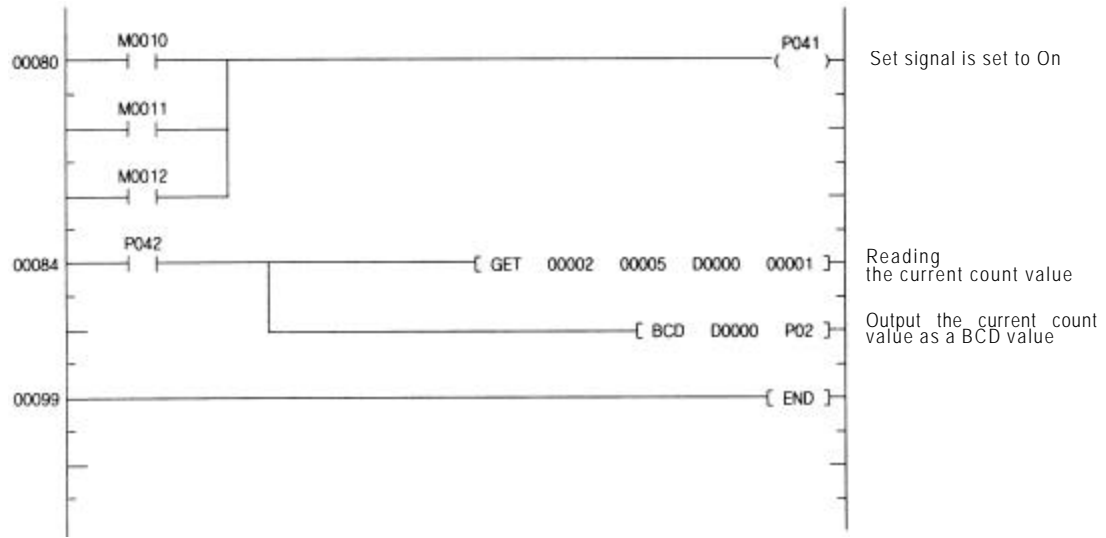 M0010
P041
00080
( )
Set signal is set to On
M0011
M0012
P042
00084
[ GET 00002 00005 D0000 00001 ]
Reading
the current count value
[ BCD D0000 P02 ]
Output the current count
value as a BCD value
00099
[ END ]